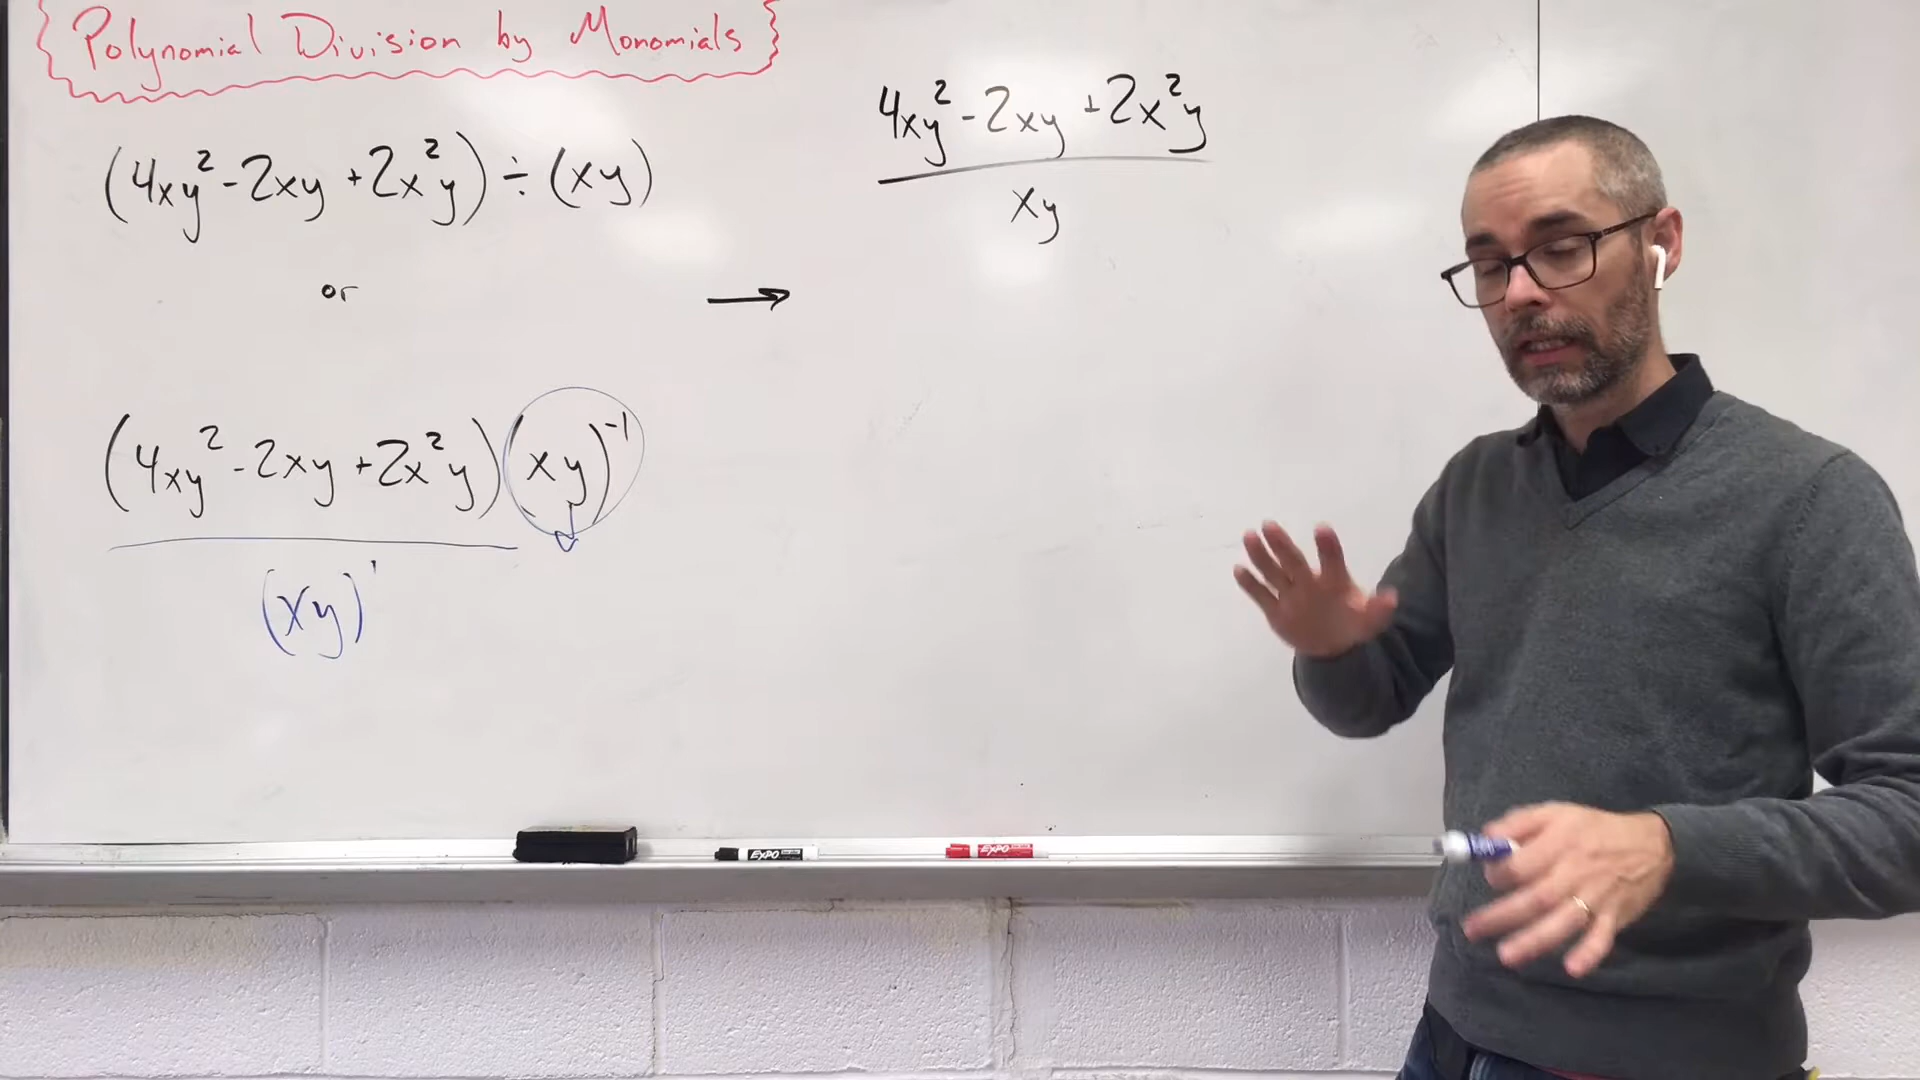 Polynomial Division by Monomials
(4xy² - 2xy + 2x²y) ÷ (xy)
or
(4xy² - 2xy + 2x²y)(xy)⁻¹
(xy)¹
→
4xy² - 2xy + 2x²y
xy
EXPO
EXPO